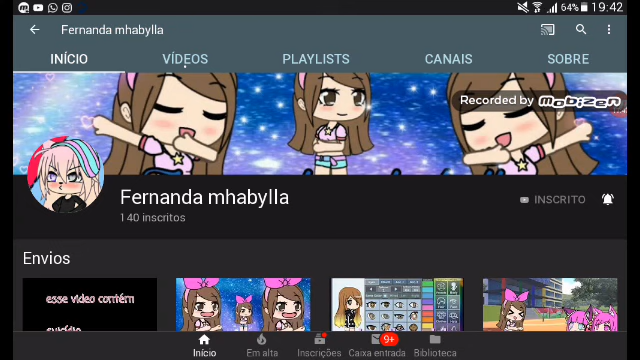 64% 19:42
Fernanda mhabylla
INÍCIO VÍDEOS PLAYLISTS CANAIS SOBRE
Recorded by mobizen
Fernanda mhabylla
INSCRITO
140 inscritos
Envios
esse video contém
suicídio
9+
Início Em alta Inscrições Caixa entrada Biblioteca